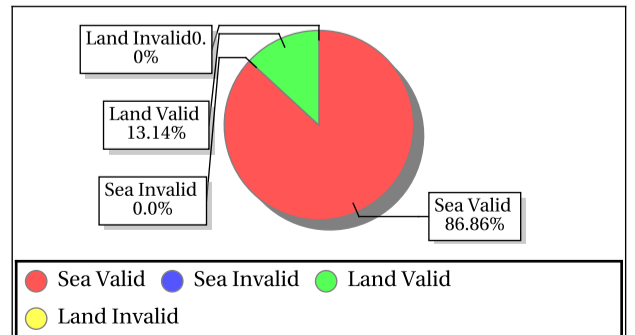 Land Invalid0.
0%
Land Valid
13.14%
Sea Invalid
0.0%
Sea Valid
86.86%
Sea Valid
Sea Invalid
Land Valid
Land Invalid